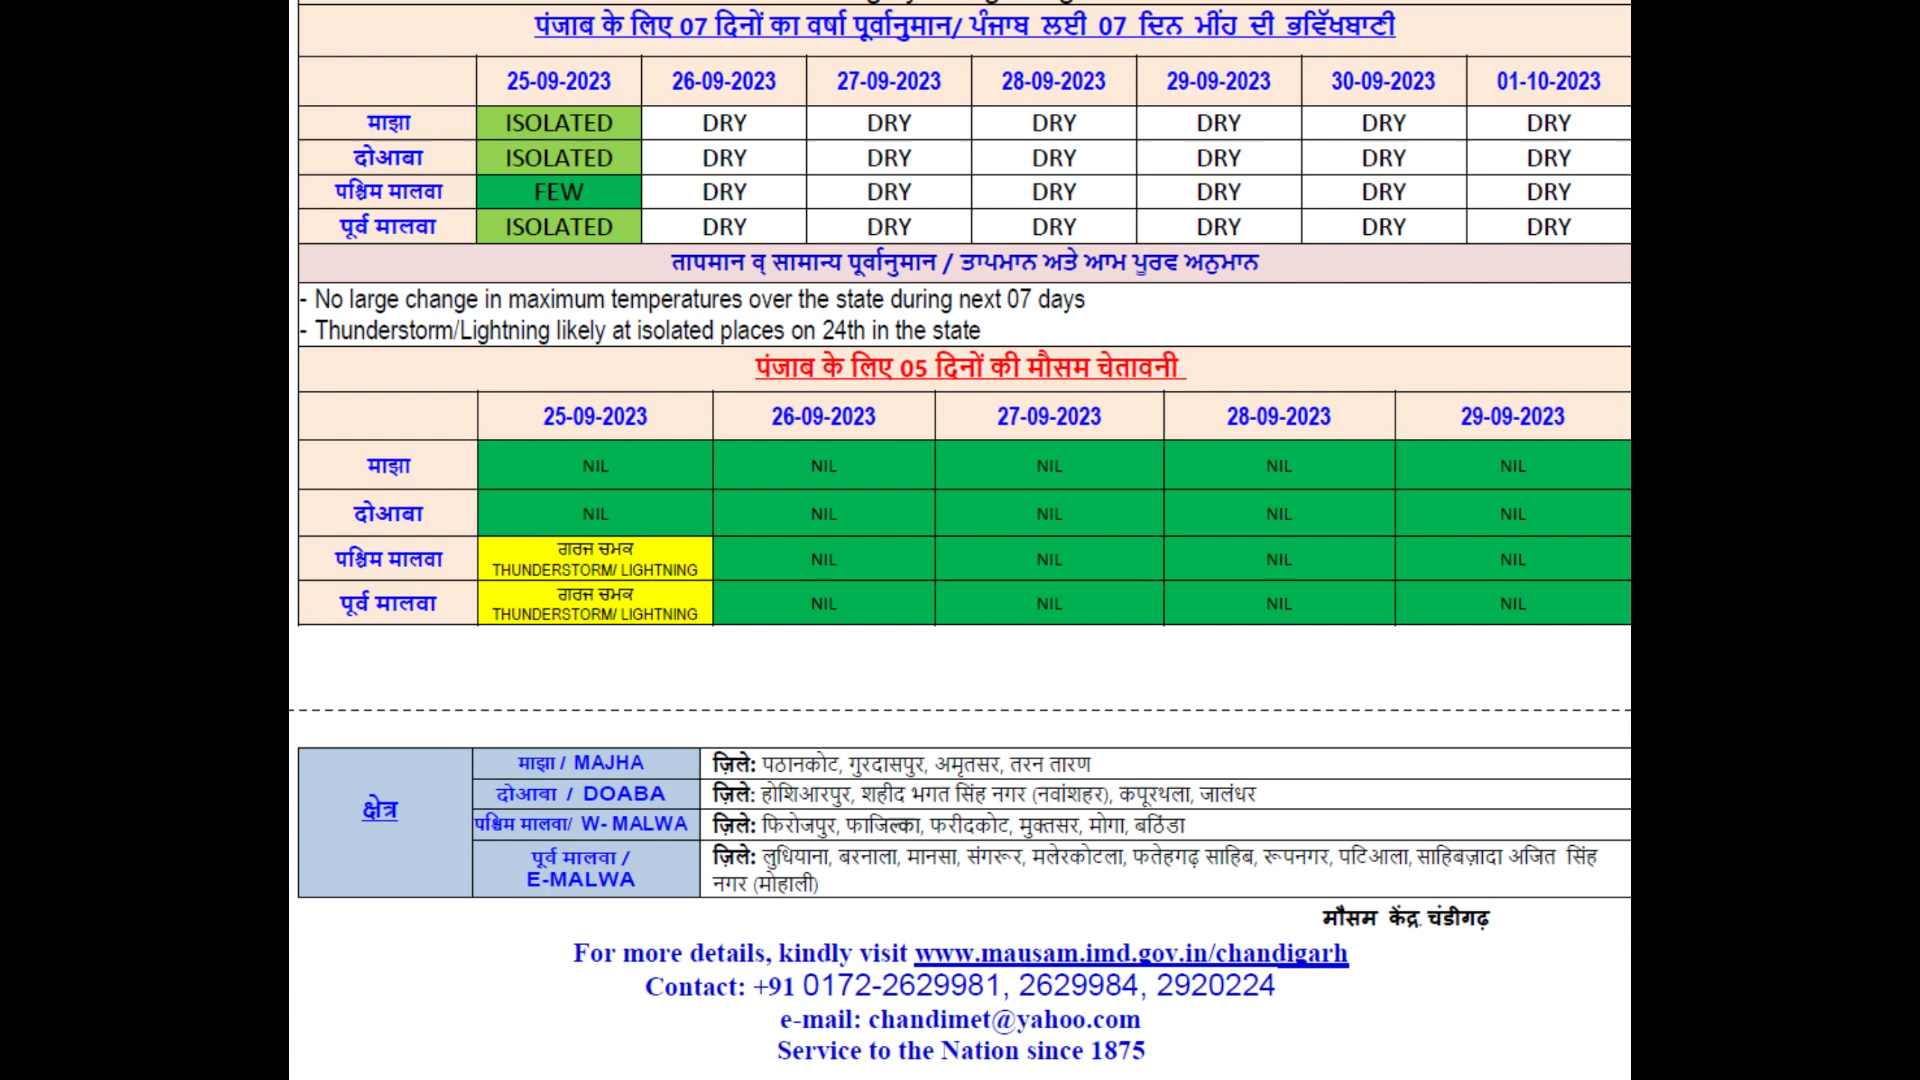 पंजाब के लिए 07 दिनों का वर्षा पूर्वानुमान/ ਪੰਜਾਬ ਲਈ 07 ਦਿਨ ਮੀਂਹ ਦੀ ਭਵਿੱਖਬਾਣੀ
25-09-2023 26-09-2023 27-09-2023 28-09-2023 29-09-2023 30-09-2023 01-10-2023
माझा ISOLATED DRY DRY DRY DRY DRY DRY
दोआबा ISOLATED DRY DRY DRY DRY DRY DRY
पश्चिम मालवा FEW DRY DRY DRY DRY DRY DRY
पूर्व मालवा ISOLATED DRY DRY DRY DRY DRY DRY
तापमान व् सामान्य पूर्वानुमान / ਤਾਪਮਾਨ ਅਤੇ ਆਮ ਪੂਰਵ ਅਨੁਮਾਨ
- No large change in maximum temperatures over the state during next 07 days
- Thunderstorm/Lightning likely at isolated places on 24th in the state
पंजाब के लिए 05 दिनों की मौसम चेतावनी
25-09-2023 26-09-2023 27-09-2023 28-09-2023 29-09-2023
माझा NIL NIL NIL NIL NIL
दोआबा NIL NIL NIL NIL NIL
पश्चिम मालवा ਗਰਜ ਚਮਕ THUNDERSTORM/ LIGHTNING NIL NIL NIL NIL
पूर्व मालवा ਗਰਜ ਚਮਕ THUNDERSTORM/ LIGHTNING NIL NIL NIL NIL
क्षेत्र
माझा / MAJHA ज़िले: पठानकोट, गुरदासपुर, अमृतसर, तरन तारण
दोआबा / DOABA ज़िले: होशिआरपुर, शहीद भगत सिंह नगर (नवांशहर), कपूरथला, जालंधर
पश्चिम मालवा/ W- MALWA ज़िले: फिरोजपुर, फाजिल्का, फरीदकोट, मुक्तसर, मोगा, बठिंडा
पूर्व मालवा / E-MALWA ज़िले: लुधियाना, बरनाला, मानसा, संगरूर, मलेरकोटला, फतेहगढ़ साहिब, रूपनगर, पटिआला, साहिबज़ादा अजित सिंह
नगर (मोहाली)
मौसम केंद्र, चंडीगढ़
For more details, kindly visit www.mausam.imd.gov.in/chandigarh
Contact: +91 0172-2629981, 2629984, 2920224
e-mail: chandimet@yahoo.com
Service to the Nation since 1875